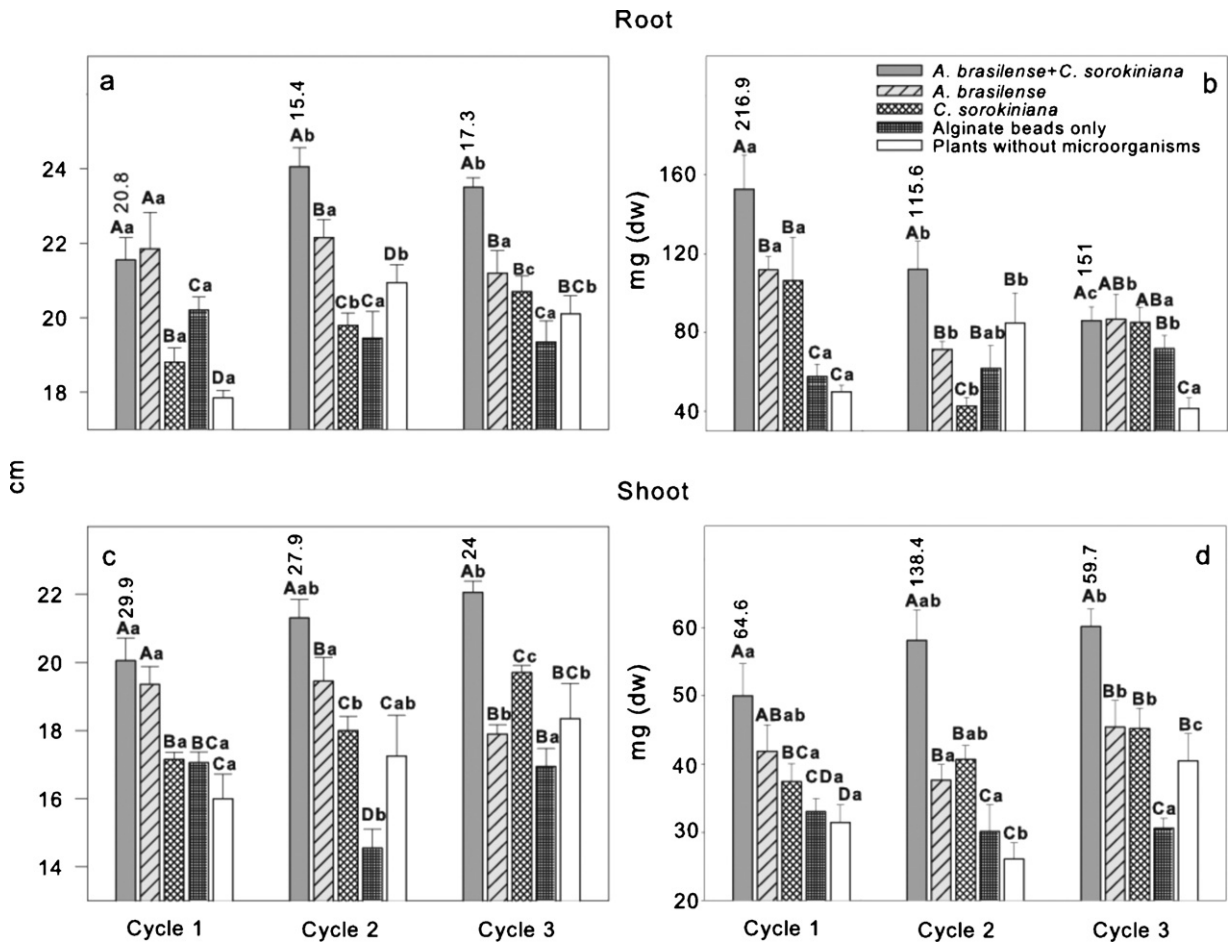 Root
a
24
22
20
18
20.8
Aa
Aa
Ba
Ca
Da
15.4
Ab
Ba
Cb
Ca
Db
17.3
Ab
Ba
Bc
Ca
BCb
b
A. brasilense+C. sorokiniana
A. brasilense
C. sorokiniana
Alginate beads only
Plants without microorganisms
mg (dw)
160
120
80
40
216.9
Aa
Ba
Ba
Ca
Ca
115.6
Ab
Bb
Cb
Bab
Bb
151
Ac
ABb
ABa
Bb
Ca
cm
Shoot
c
22
20
18
16
14
29.9
Aa
Aa
Ba
BCa
Ca
27.9
Aab
Ba
Cb
Db
Cab
24
Ab
Bb
Cc
Ba
BCb
Cycle 1
Cycle 2
Cycle 3
d
mg (dw)
60
50
40
30
20
64.6
Aa
ABab
BCa
CDa
Da
138.4
Aab
Ba
Bab
Ca
Cb
59.7
Ab
Bb
Bb
Ca
Bc
Cycle 1
Cycle 2
Cycle 3